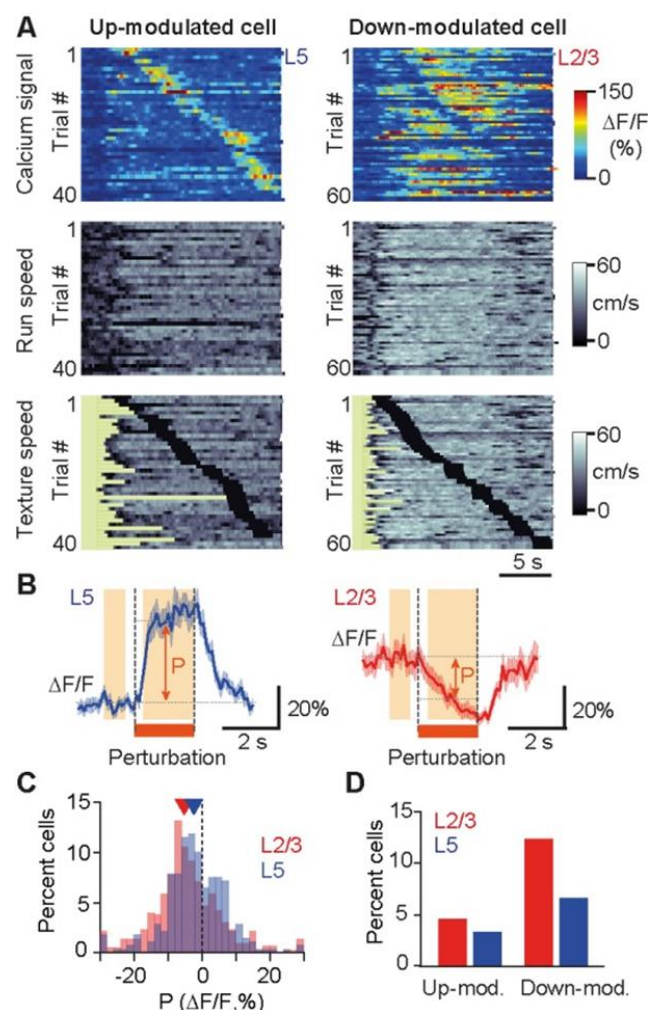 A
Up-modulated cell
Down-modulated cell
Calcium signal
Trial #
1
40
L5
1
60
L2/3
150
ΔF/F
(%)
0
Run speed
Trial #
1
40
Trial #
1
60
60
cm/s
0
Texture speed
Trial #
1
40
Trial #
1
60
60
cm/s
0
5 s
B
L5
ΔF/F
P
20%
2 s
Perturbation
L2/3
ΔF/F
P
20%
2 s
Perturbation
C
Percent cells
15
10
5
0
L2/3
L5
-20
0
20
P (ΔF/F,%)
D
Percent cells
15
10
5
0
L2/3
L5
Up-mod.
Down-mod.